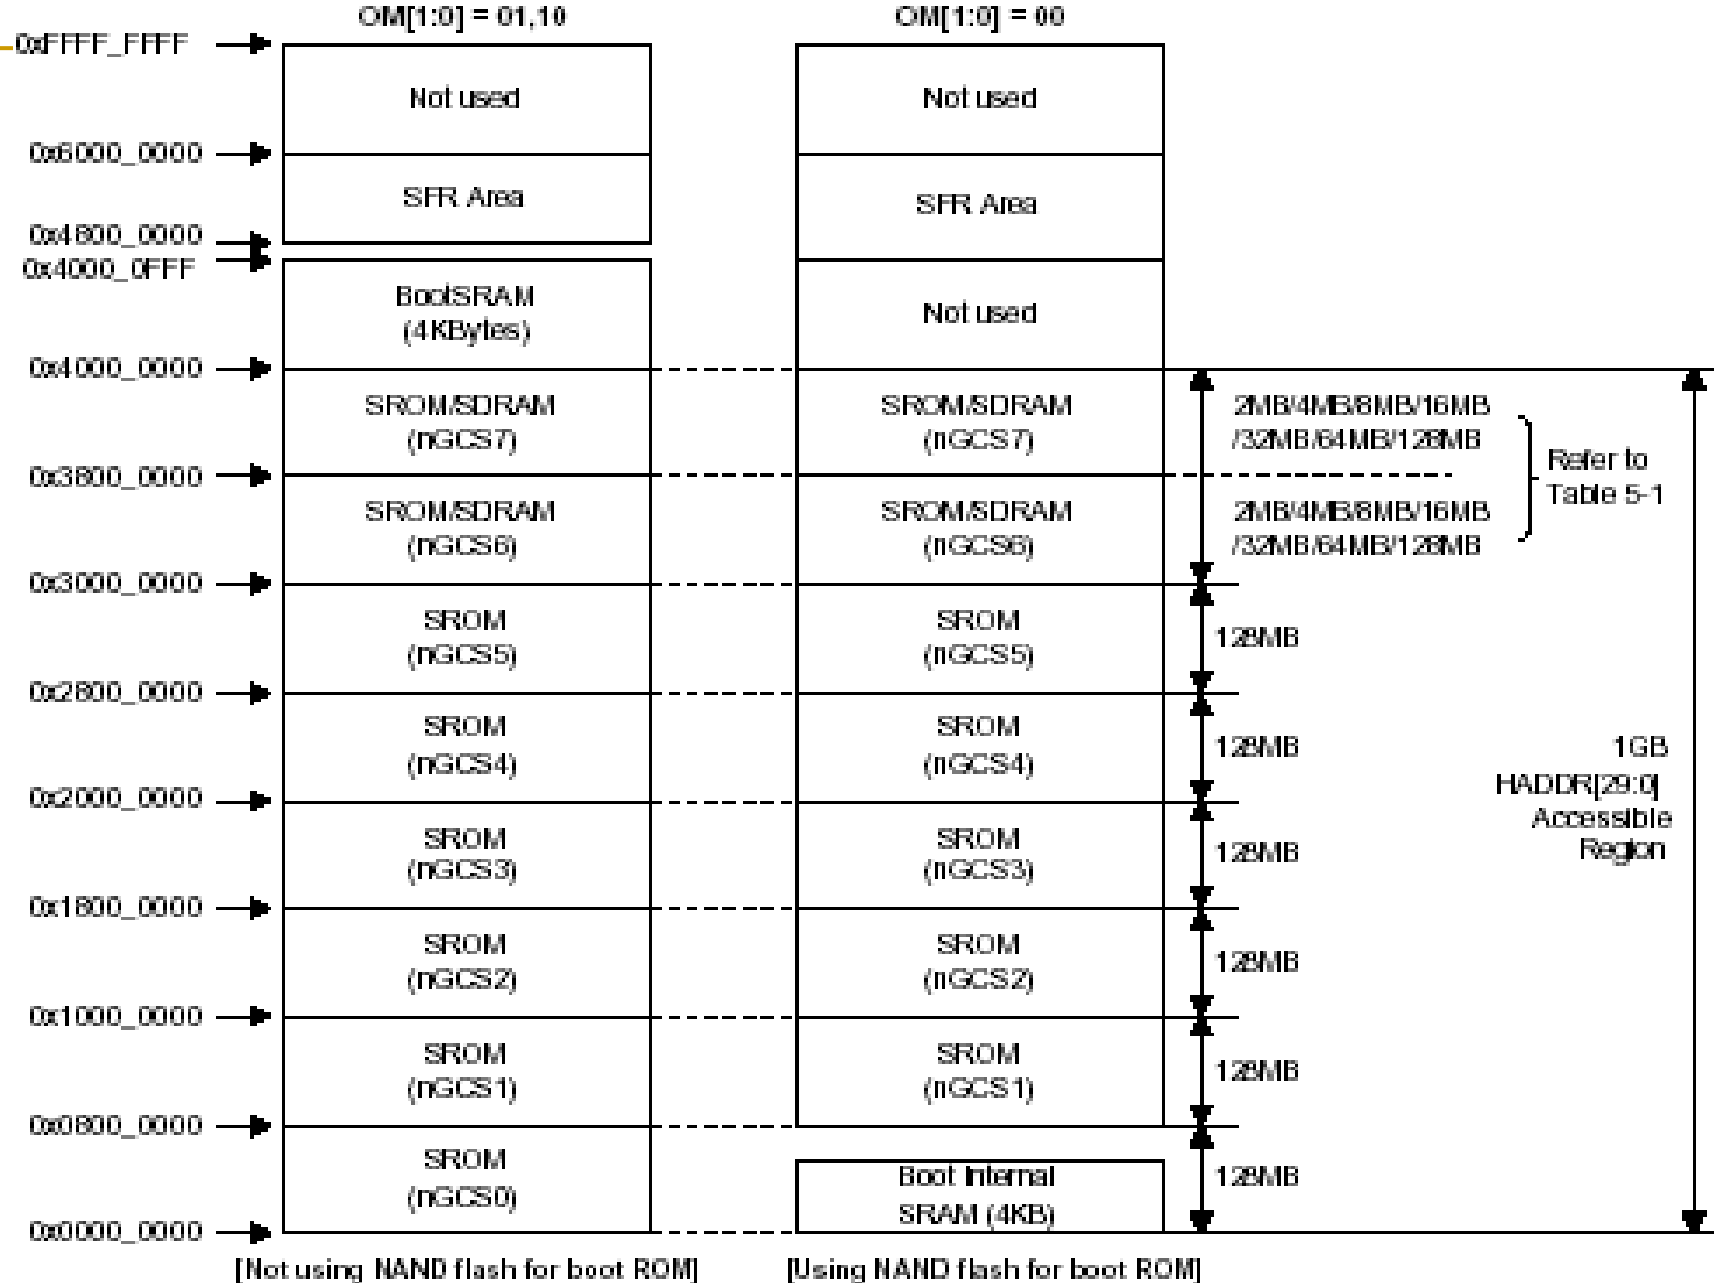 OM[1:0] = 01,10
OM[1:0] = 00
0xFFFF_FFFF
Not used
Not used
0x6000_0000
SFR Area
SFR Area
0x4800_0000
0x4000_0FFF
BootSRAM
(4KBytes)
Not used
0x4000_0000
SROM/SDRAM
(nGCS7)
SROM/SDRAM
(nGCS7)
2MB/4MB/8MB/16MB
/32MB/64MB/128MB
Refer to
Table 5-1
0x3800_0000
SROM/SDRAM
(nGCS6)
SROM/SDRAM
(nGCS6)
2MB/4MB/8MB/16MB
/32MB/64MB/128MB
0x3000_0000
SROM
(nGCS5)
SROM
(nGCS5)
128MB
0x2800_0000
SROM
(nGCS4)
SROM
(nGCS4)
128MB
1GB
HADDR[29:0]
Accessible
Region
0x2000_0000
SROM
(nGCS3)
SROM
(nGCS3)
128MB
0x1800_0000
SROM
(nGCS2)
SROM
(nGCS2)
128MB
0x1000_0000
SROM
(nGCS1)
SROM
(nGCS1)
128MB
0x0800_0000
SROM
(nGCS0)
Boot Internal
SRAM (4KB)
128MB
0x0000_0000
[Not using NAND flash for boot ROM]
[Using NAND flash for boot ROM]